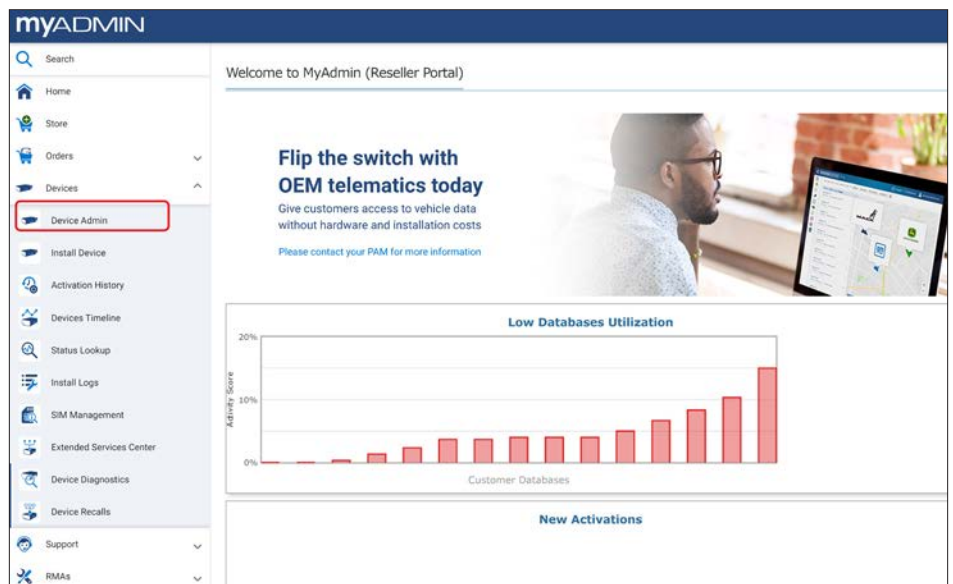 myADMIN
Search
Home
Store
Orders
Devices
Device Admin
Install Device
Activation History
Devices Timeline
Status Lookup
Install Logs
SIM Management
Extended Services Center
Device Diagnostics
Device Recalls
Support
RMAs
Welcome to MyAdmin (Reseller Portal)
Flip the switch with
OEM telematics today
Give customers access to vehicle data
without hardware and installation costs
Please contact your PAM for more information
Low Databases Utilization
20%
10%
0%
Activity Score
Customer Databases
New Activations